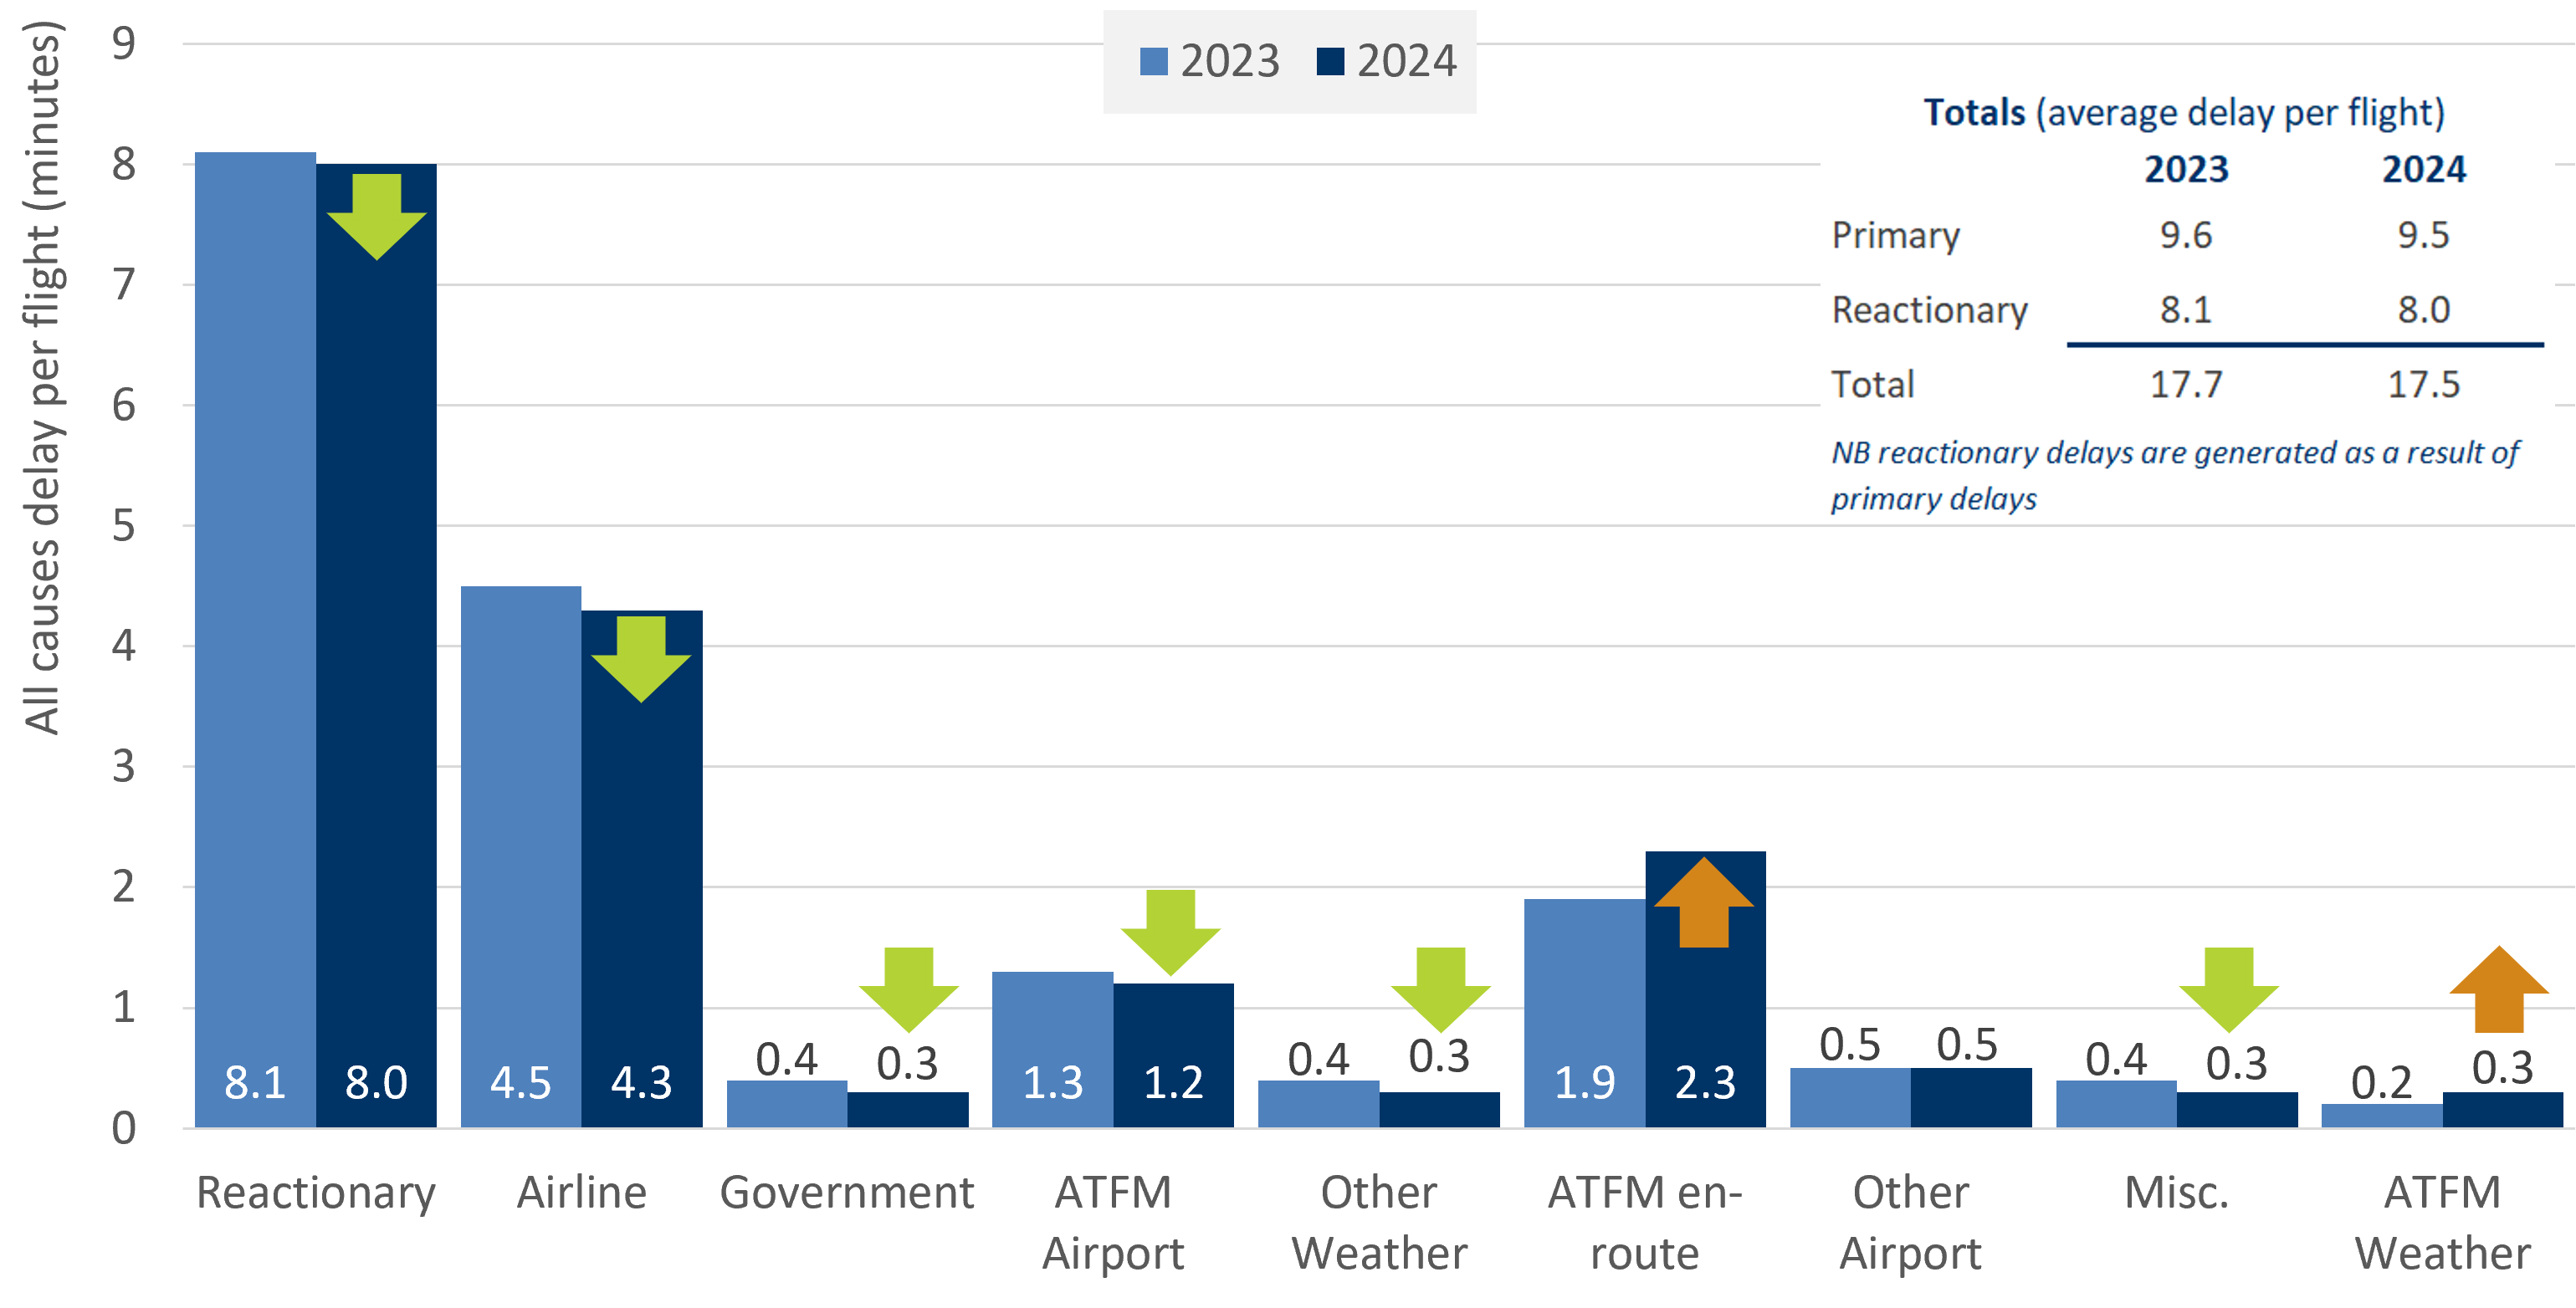 All causes delay per flight (minutes)
9
8
7
6
5
4
3
2
1
0
2023 2024
Totals (average delay per flight)
2023 2024
Primary 9.6 9.5
Reactionary 8.1 8.0
Total 17.7 17.5
NB reactionary delays are generated as a result of
primary delays
8.1 8.0 4.5 4.3 0.4 0.3 1.3 1.2 0.4 0.3 1.9 2.3 0.5 0.5 0.4 0.3 0.2 0.3
Reactionary
Airline
Government
ATFM
Airport
Other
Weather
ATFM en-
route
Other
Airport
Misc.
ATFM
Weather